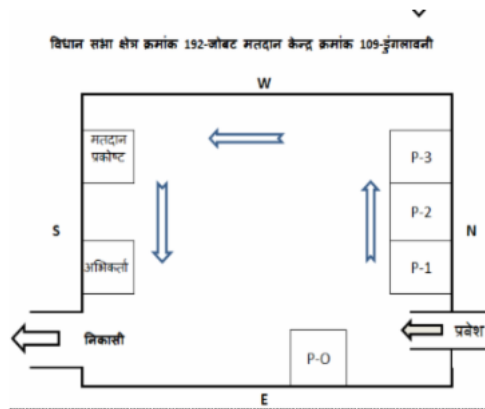 विधान सभा क्षेत्र क्रमांक 192-जोबट मतदान केन्द्र क्रमांक 109-डुंगलावनी
W
मतदान
प्रकोष्ट
P-3
P-2
S
N
अभिकर्ता
P-1
निकासी
प्रवेश
P-O
E